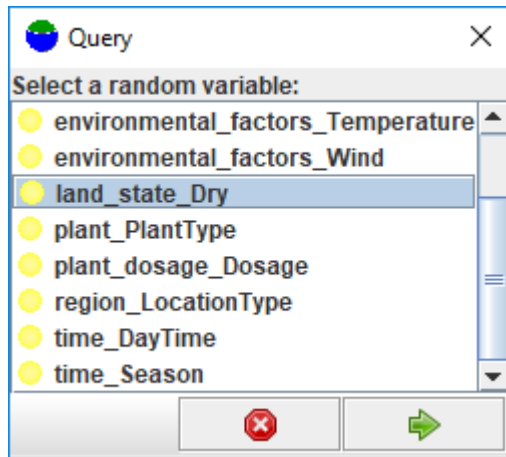 Query
Select a random variable:
environmental_factors_Temperature
environmental_factors_Wind
land_state_Dry
plant_PlantType
plant_dosage_Dosage
region_LocationType
time_DayTime
time_Season